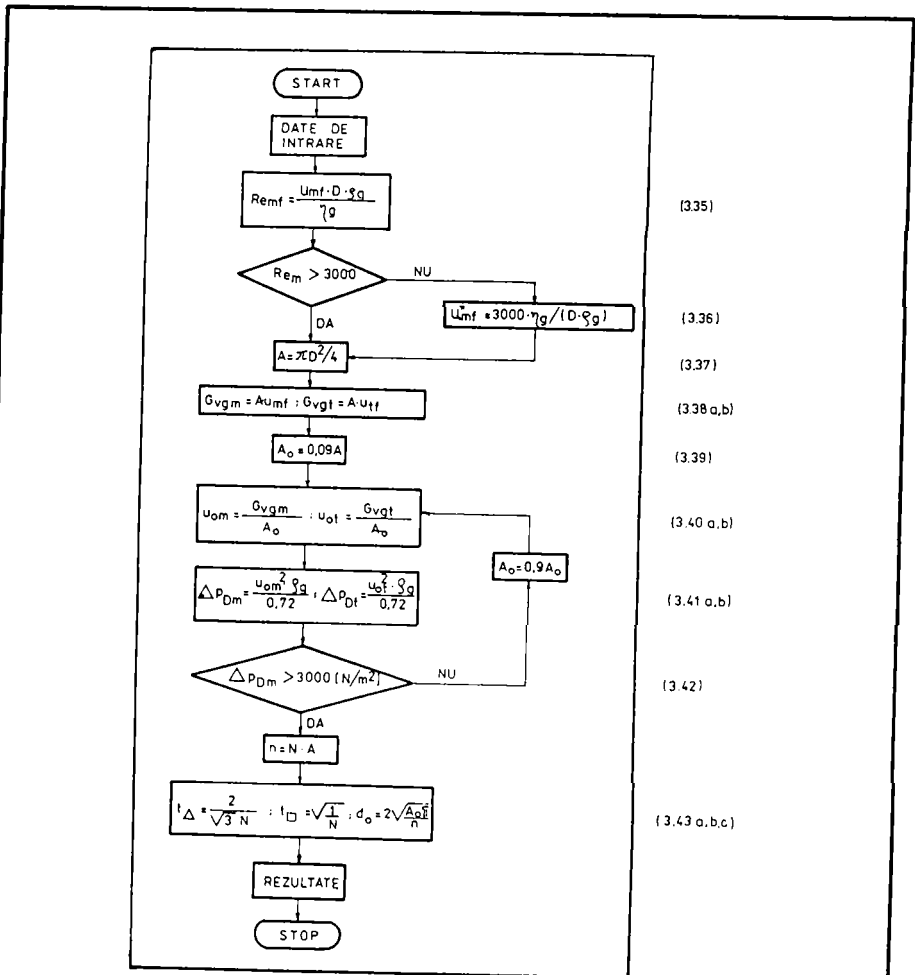 START
DATE DE
INTRARE
Remf = umf·D·ρg / ηg
(3.35)
Rem > 3000
NU
DA
u*mf = 3000·ηg/(D·ρg)
(3.36)
A=πD²/4
(3.37)
Gvgm = A·umf ; Gvgt = A·utf
(3.38 a,b)
Ao = 0,09A
(3.39)
uom = Gvgm / Ao ; uot = Gvgt / Ao
(3.40 a,b)
Ao=0,9Ao
ΔpDm = uom²·ρg / 0,72 ; ΔpDt = uot²·ρg / 0,72
(3.41 a,b)
ΔpDm > 3000 (N/m²)
NU
(3.42)
DA
n=N·A
t△ = 2 / √3 N ; t□ = √1/N ; do = 2√Aoπ/n
(3.43 a,b,c)
REZULTATE
STOP